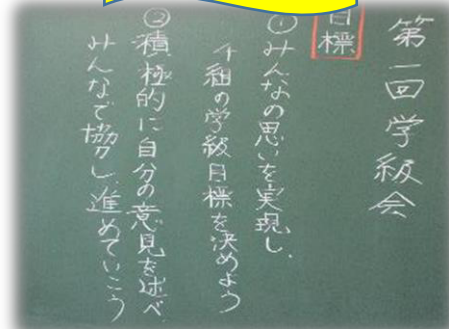 第一回学級会
目標
①みんなの思いを実現し、
千組の学級目標を決めよう
②積極的に自分の意見を述べ、
みんなで協力し、進めていこう